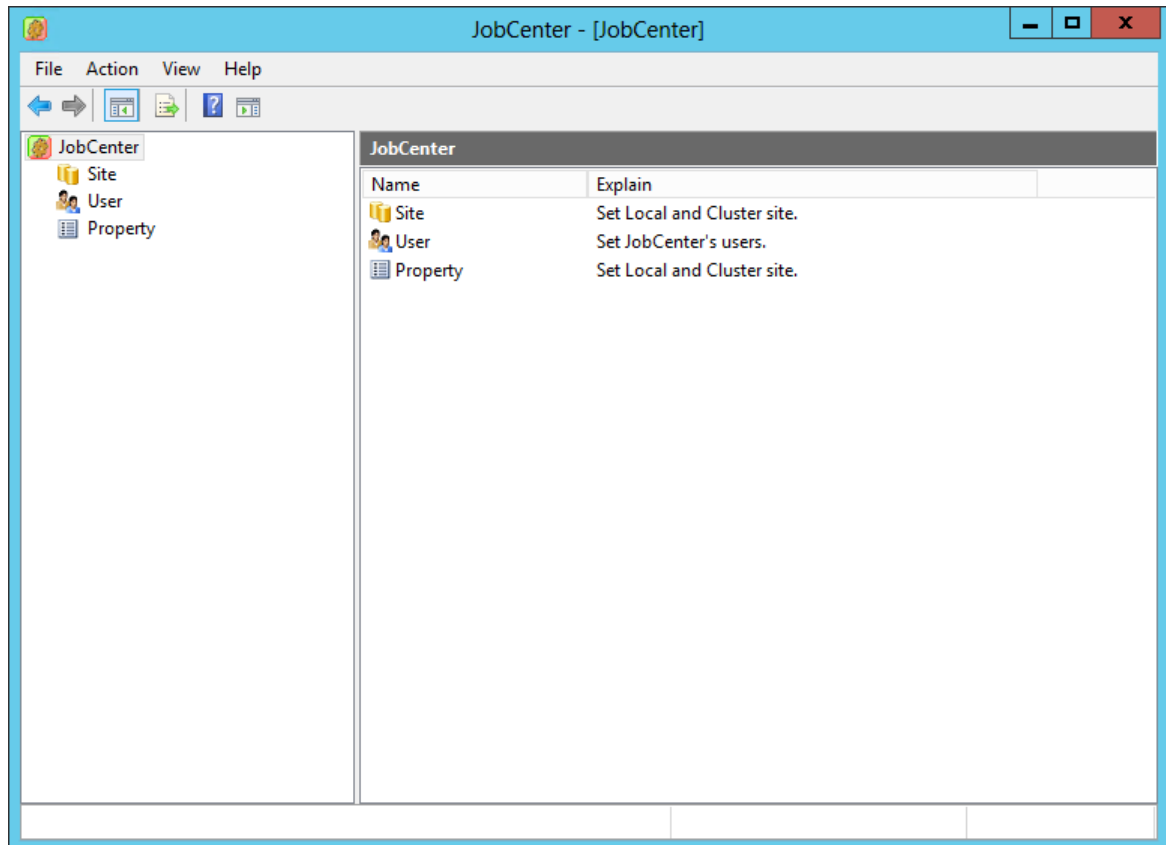 JobCenter - [JobCenter]
File Action View Help
JobCenter
Site
User
Property
JobCenter
Name Explain
Site Set Local and Cluster site.
User Set JobCenter's users.
Property Set Local and Cluster site.